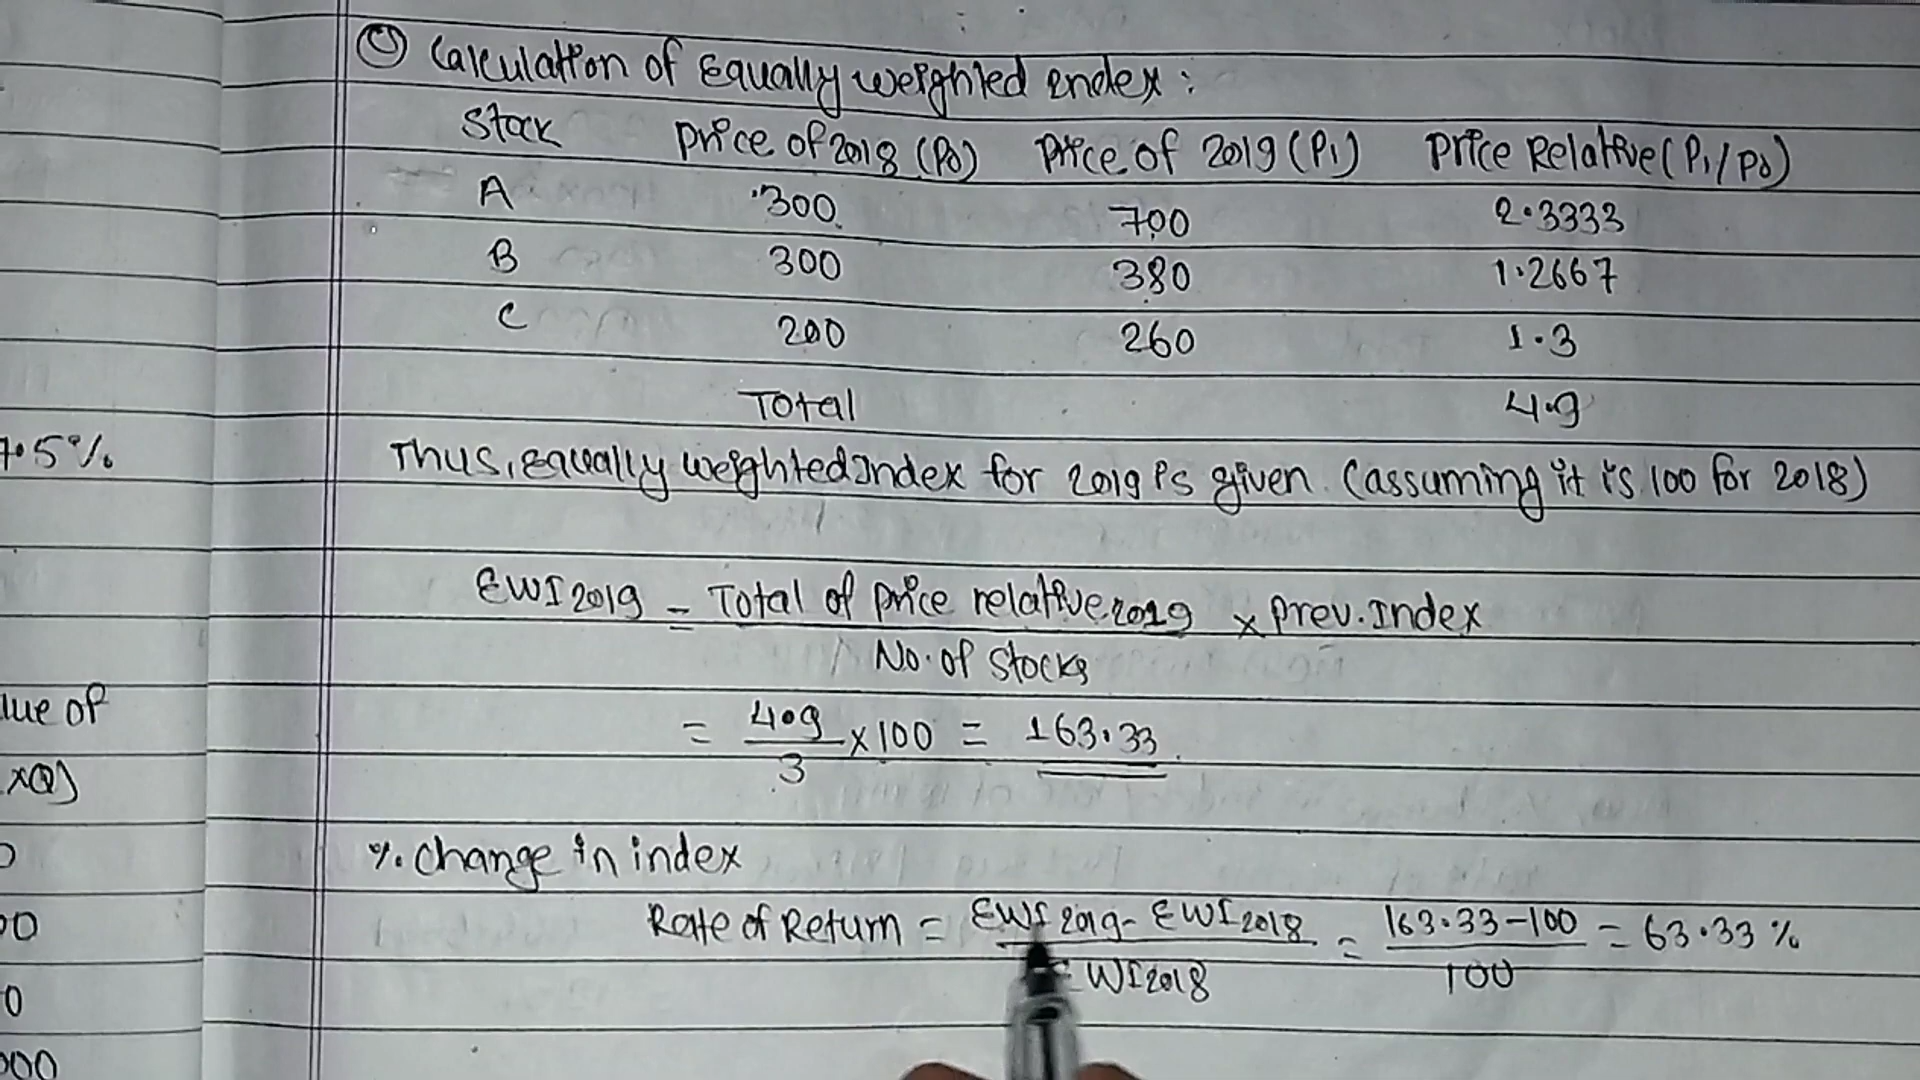 C) Calculation of Equally weighted index:
Stock Price of 2018 (P0) Price of 2019 (P1) Price Relative (P1/P0)
A 300 700 2.3333
B 300 380 1.2667
C 200 260 1.3
Total 4.9
7.5%
Thus, equally weighted Index for 2019 is given (assuming it is 100 for 2018)
EWI 2019 = Total of price relative 2019 × Prev. Index
No. of Stocks
lue of
= 4.9 × 100 = 163.33
3
×Q)
% change in index
Rate of Return = EWI 2019 - EWI 2018 = 163.33 - 100 = 63.33 %
WI 2018 100
00
0
000